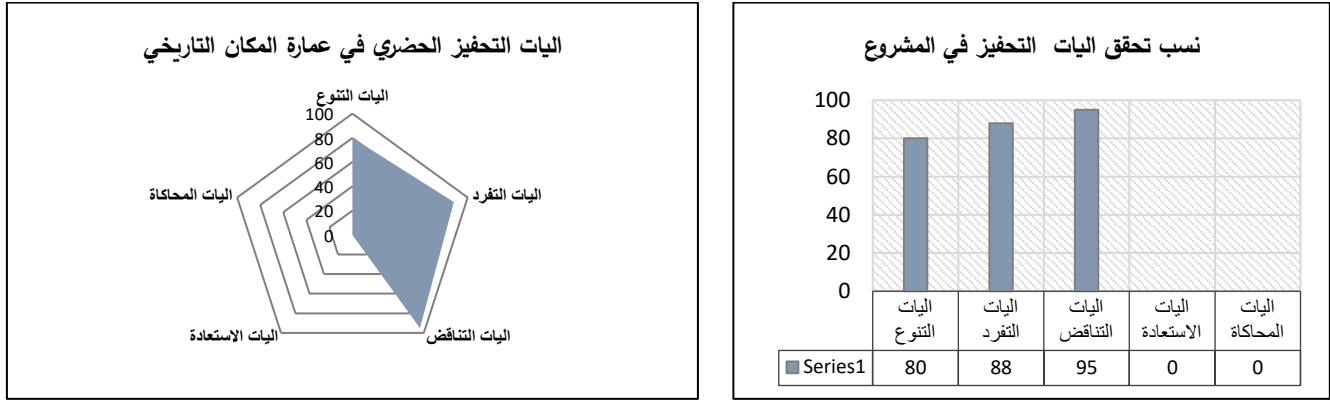 اليات التحفيز الحضري في عمارة المكان التاريخي
اليات التنوع
100
80
60
40
20
0
اليات التفرد
اليات التناقض
اليات الاستعادة
اليات المحاكاة
نسب تحقق اليات التحفيز في المشروع
100
80
60
40
20
0
اليات التنوع
اليات التفرد
اليات التناقض
اليات الاستعادة
اليات المحاكاة
Series1 80 88 95 0 0